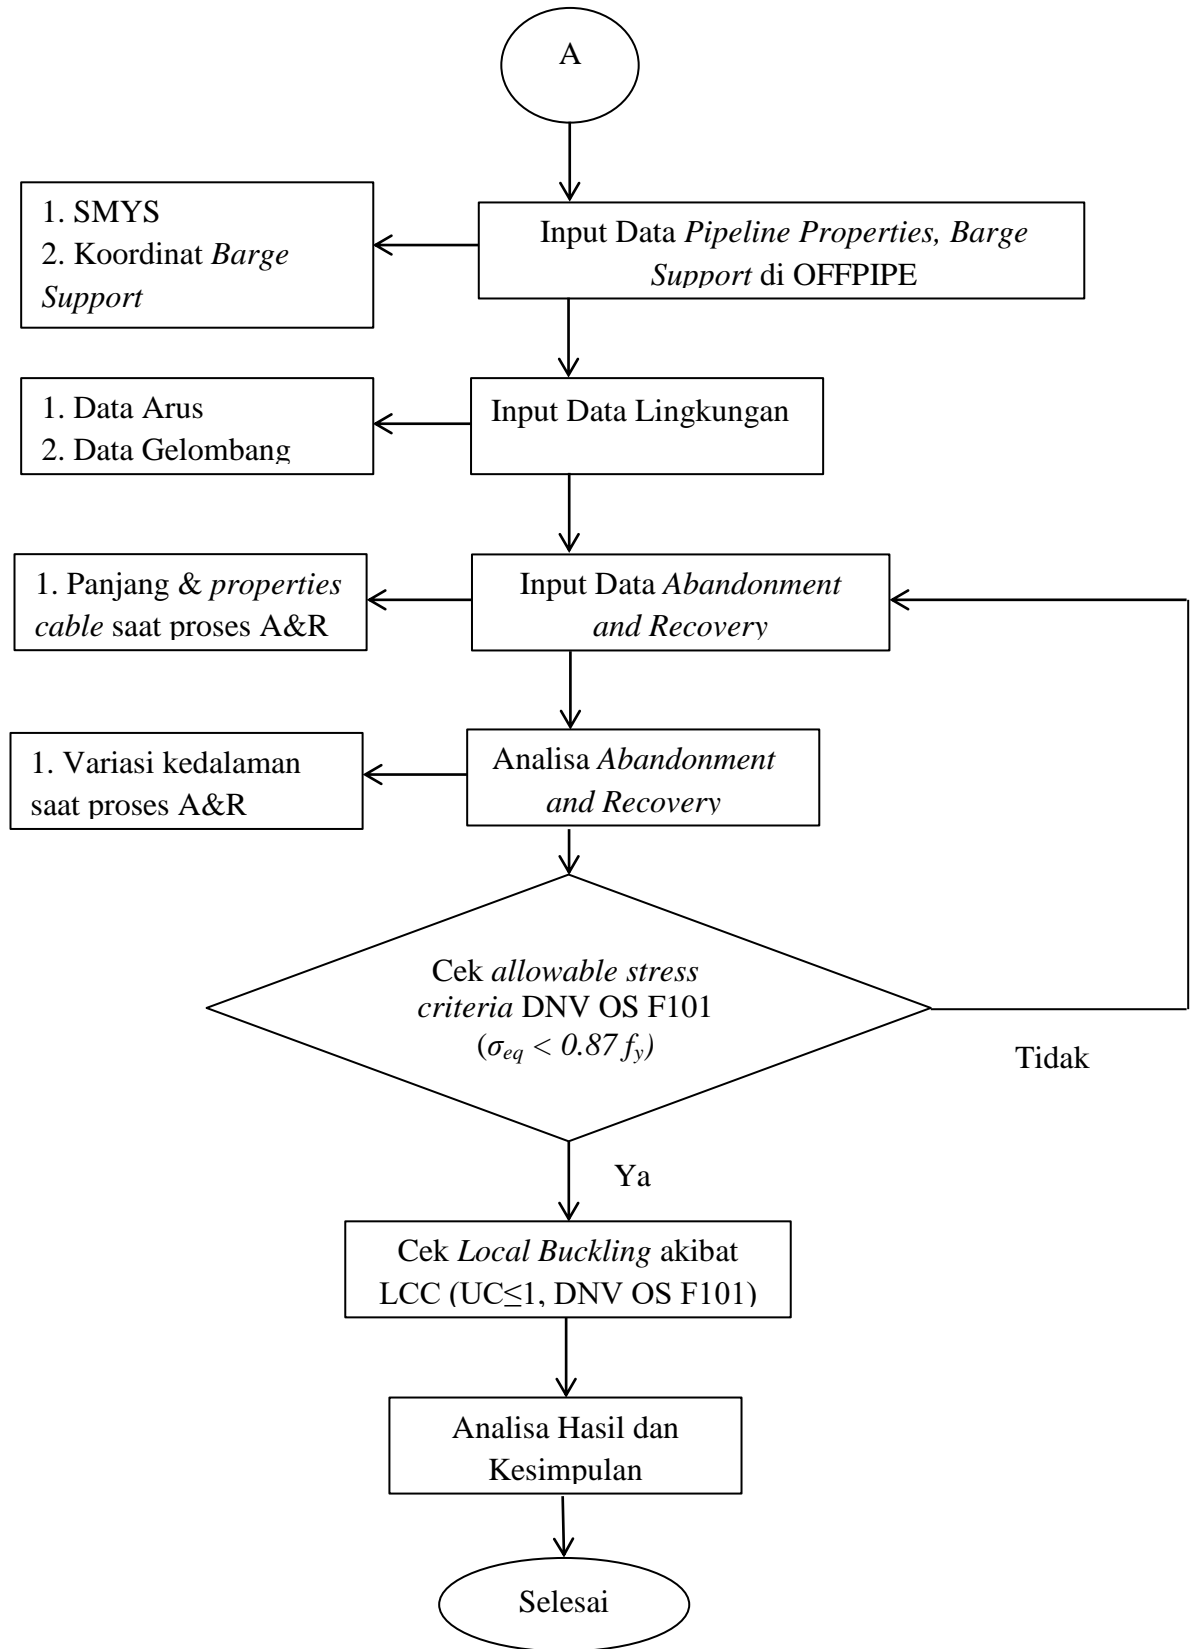 A
1. SMYS
2. Koordinat Barge
Support
Input Data Pipeline Properties, Barge
Support di OFFPIPE
1. Data Arus
2. Data Gelombang
Input Data Lingkungan
1. Panjang & properties
cable saat proses A&R
Input Data Abandonment
and Recovery
1. Variasi kedalaman
saat proses A&R
Analisa Abandonment
and Recovery
Cek allowable stress
criteria DNV OS F101
(σeq < 0.87 fy)
Tidak
Ya
Cek Local Buckling akibat
LCC (UC≤1, DNV OS F101)
Analisa Hasil dan
Kesimpulan
Selesai